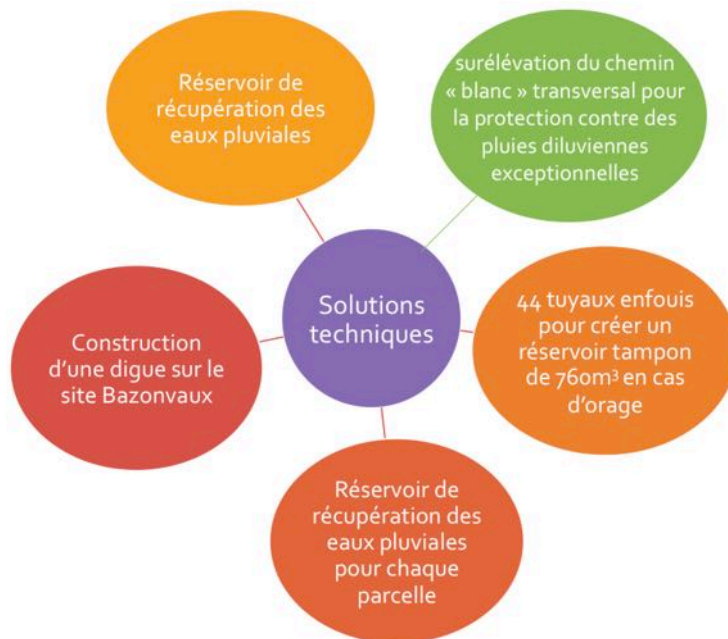 Réservoir de
récupération des
eaux pluviales
surélévation du chemin
« blanc » transversal pour
la protection contre des
pluies diluviennes
exceptionnelles
Solutions
techniques
Construction
d'une digue sur le
site Bazonvaux
44 tuyaux enfouis
pour créer un
réservoir tampon
de 760m³ en cas
d'orage
Réservoir de
récupération des
eaux pluviales
pour chaque
parcelle